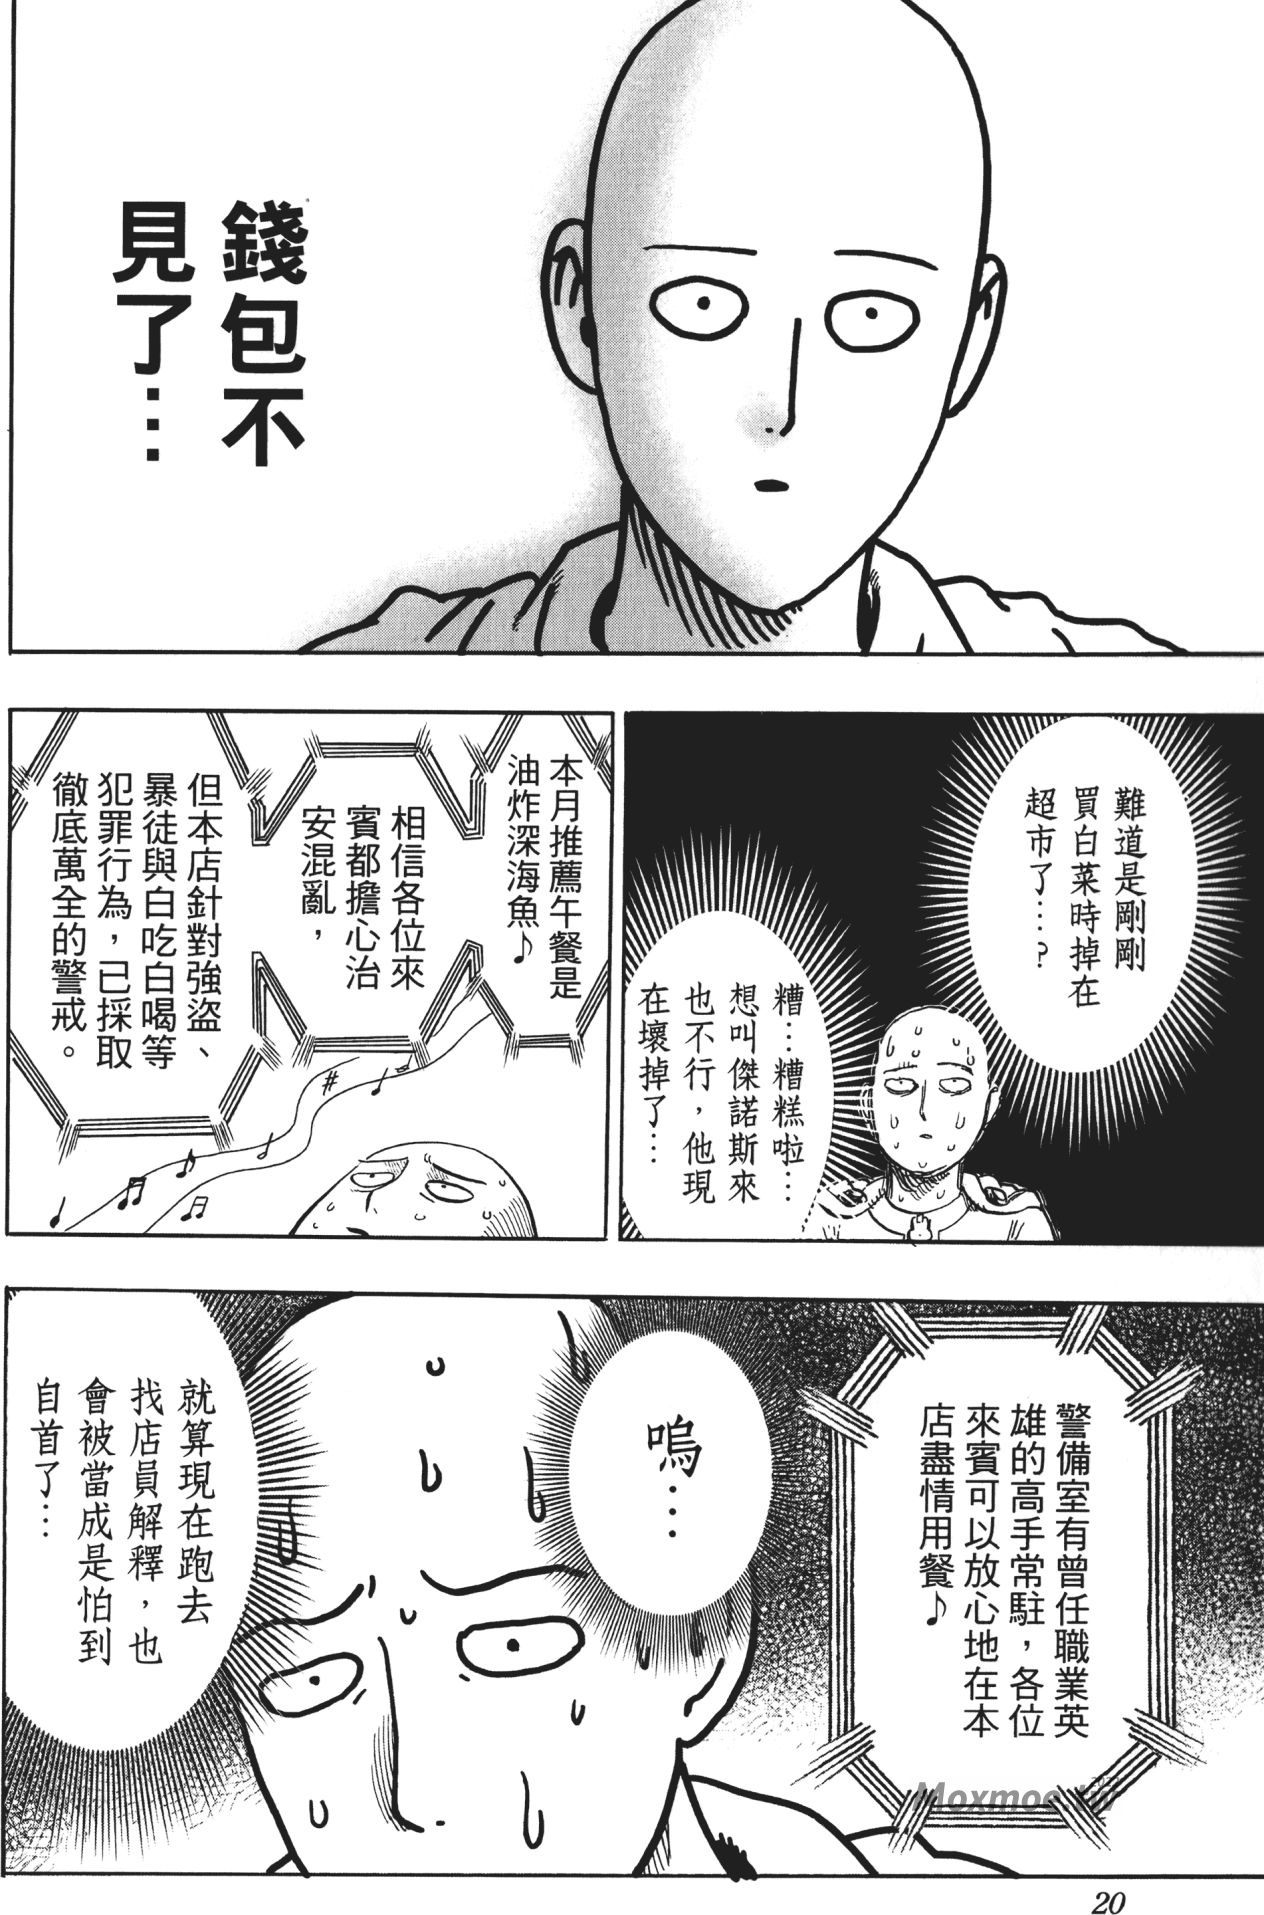 錢包不
見了…
難道是剛剛
買白菜時掉在
超市了…?
糟…糟糕啦…
想叫傑諾斯來
也不行，他現
在壞掉了…
本月推薦午餐是
油炸深海魚♪
相信各位來
賓都擔心治
安混亂，
但本店針對強盜、
暴徒與白吃白喝等
犯罪行為，已採取
徹底萬全的警戒。
警備室有曾任職業英
雄的高手常駐，各位
來賓可以放心地在本
店盡情用餐♪
嗚…
就算現在跑去
找店員解釋，也
會被當成是怕到
自首了…
Moxmoe.tw
20